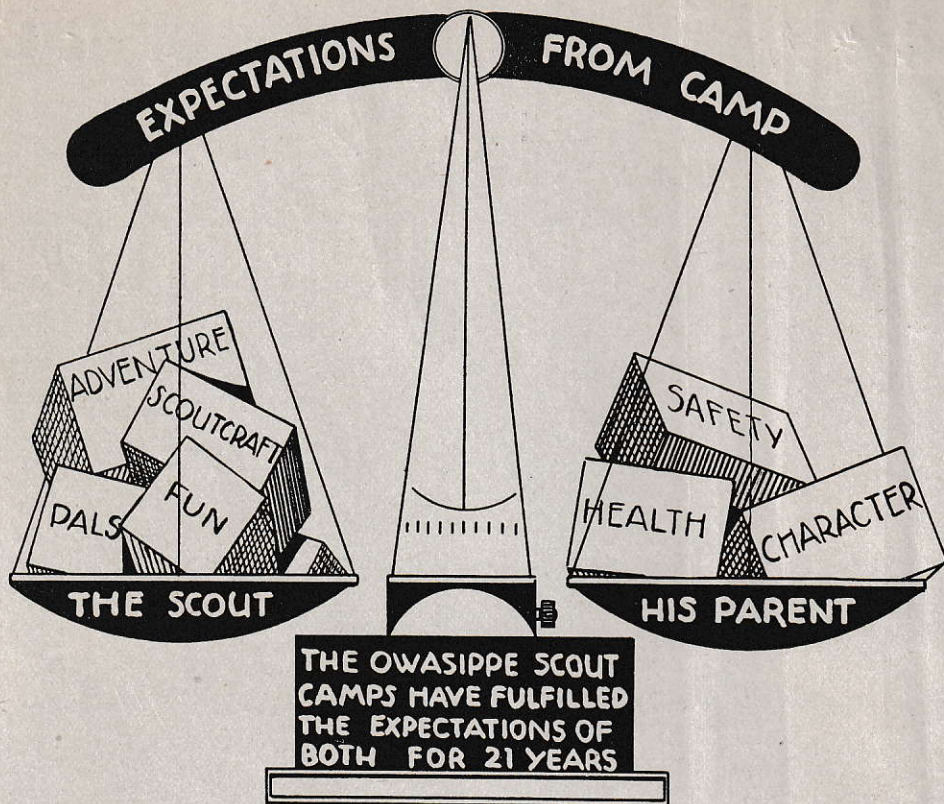 EXPECTATIONS FROM CAMP
ADVENTURE
SCOUTCRAFT
PALS
FUN
THE SCOUT
SAFETY
HEALTH
CHARACTER
HIS PARENT
THE OWASIPPE SCOUT
CAMPS HAVE FULFILLED
THE EXPECTATIONS OF
BOTH FOR 21 YEARS